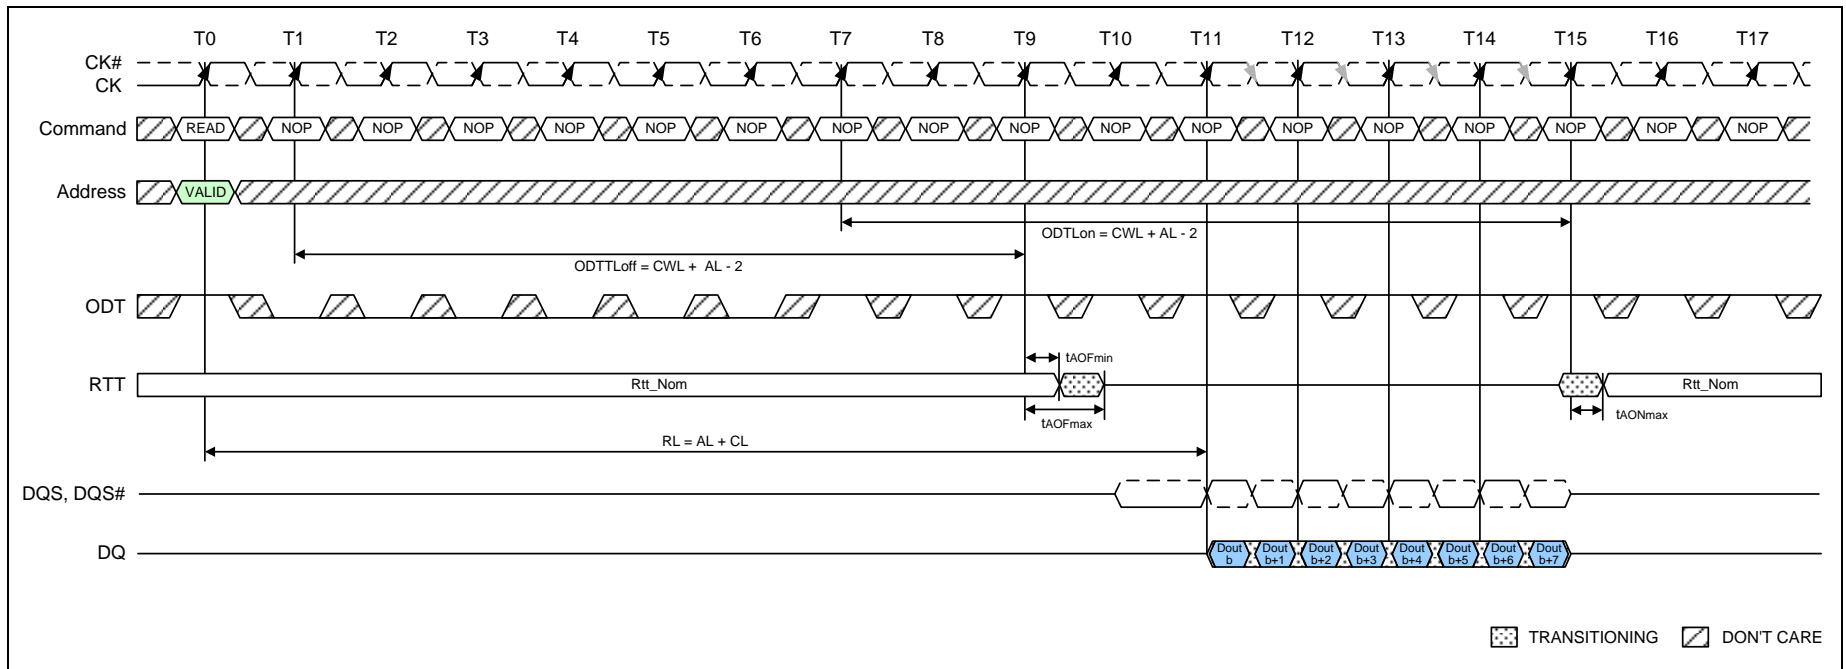 T0 T1 T2 T3 T4 T5 T6 T7 T8 T9 T10 T11 T12 T13 T14 T15 T16 T17
CK#
CK
Command READ NOP NOP NOP NOP NOP NOP NOP NOP NOP NOP NOP NOP NOP NOP NOP NOP NOP
Address VALID
ODTLon = CWL + AL - 2
ODTTLoff = CWL + AL - 2
ODT
tAOFmin
RTT Rtt_Nom Rtt_Nom
tAOFmax tAONmax
RL = AL + CL
DQS, DQS#
DQ Dout b Dout b+1 Dout b+2 Dout b+3 Dout b+4 Dout b+5 Dout b+6 Dout b+7
TRANSITIONING DON'T CARE